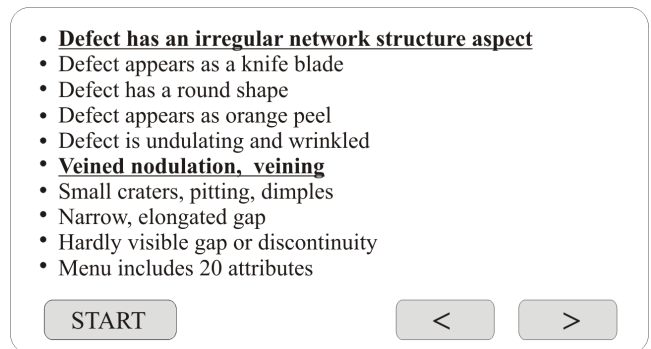 • Defect has an irregular network structure aspect
• Defect appears as a knife blade
• Defect has a round shape
• Defect appears as orange peel
• Defect is undulating and wrinkled
• Veined nodulation, veining
• Small craters, pitting, dimples
• Narrow, elongated gap
• Hardly visible gap or discontinuity
• Menu includes 20 attributes
START < >